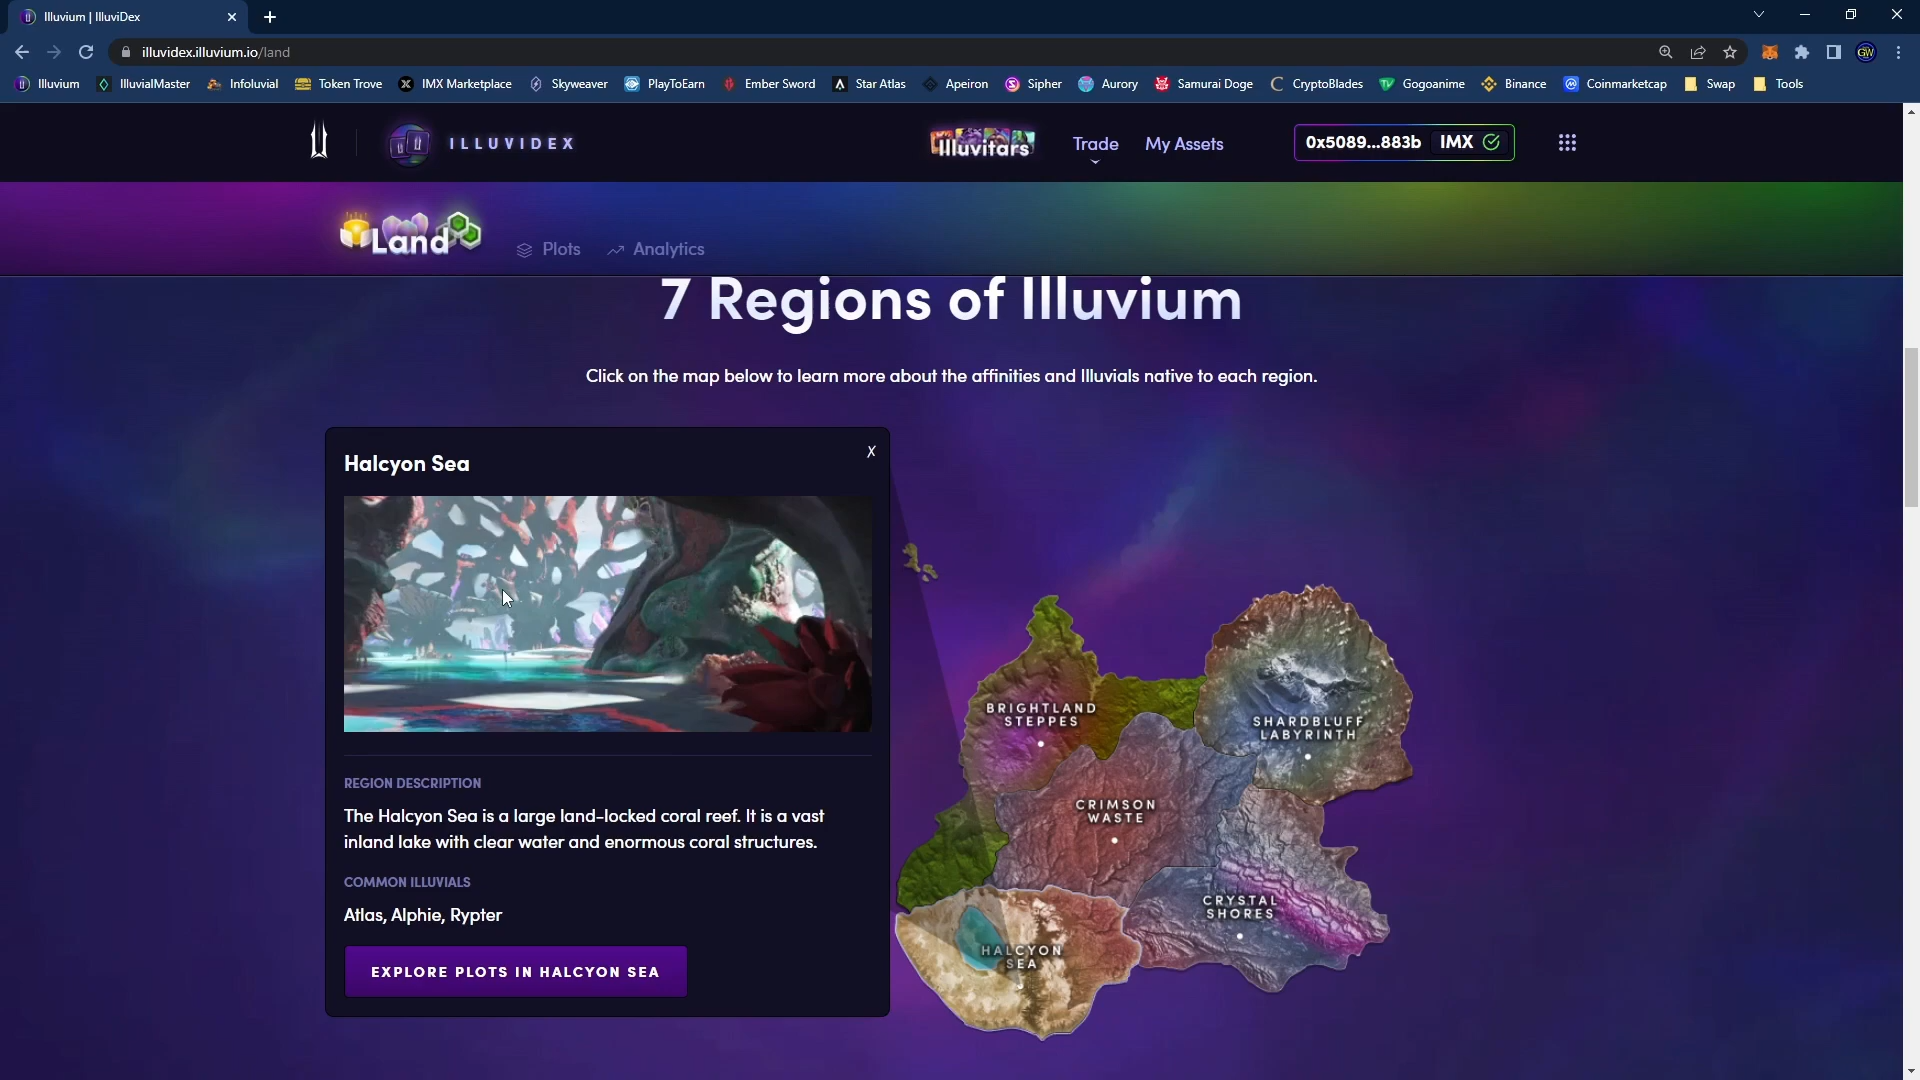 Illuvium | IlluviDex
illuvidex.illuvium.io/land
GW
Illuvium
IlluvialMaster
Infoluvial
Token Trove
IMX Marketplace
Skyweaver
PlayToEarn
Ember Sword
Star Atlas
Apeiron
Sipher
Aurory
Samurai Doge
CryptoBlades
Gogoanime
Binance
Coinmarketcap
Swap
Tools
ILLUVIDEX
Illuvitars
Trade
My Assets
0x5089...883b IMX
Land
Plots
Analytics
7 Regions of Illuvium
Click on the map below to learn more about the affinities and Illuvials native to each region.
Halcyon Sea
X
REGION DESCRIPTION
The Halcyon Sea is a large land-locked coral reef. It is a vast
inland lake with clear water and enormous coral structures.
COMMON ILLUVIALS
Atlas, Alphie, Rypter
EXPLORE PLOTS IN HALCYON SEA
BRIGHTLAND
STEPPES
SHARDBLUFF
LABYRINTH
CRIMSON
WASTE
CRYSTAL
SHORES
HALCYON
SEA